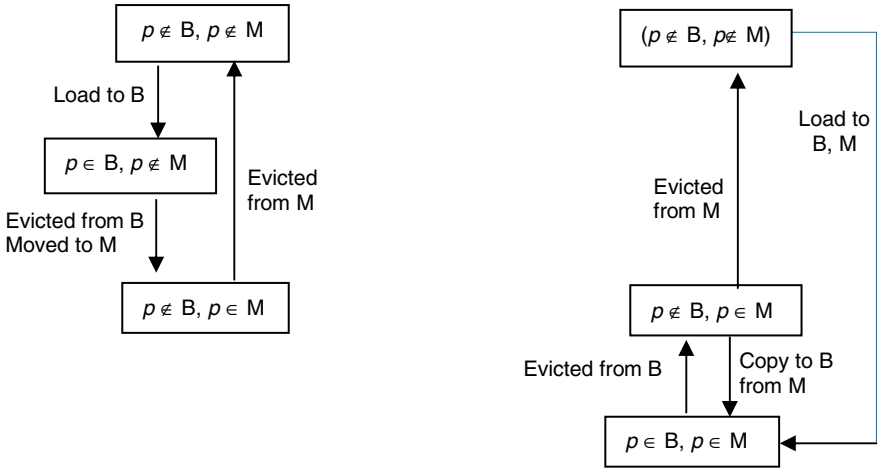 p ∉ B, p ∉ M
Load to B
p ∈ B, p ∉ M
Evicted from B
Moved to M
Evicted
from M
p ∉ B, p ∈ M
(p ∉ B, p∉ M)
Load to
B, M
Evicted
from M
p ∉ B, p ∈ M
Evicted from B
Copy to B
from M
p ∈ B, p ∈ M